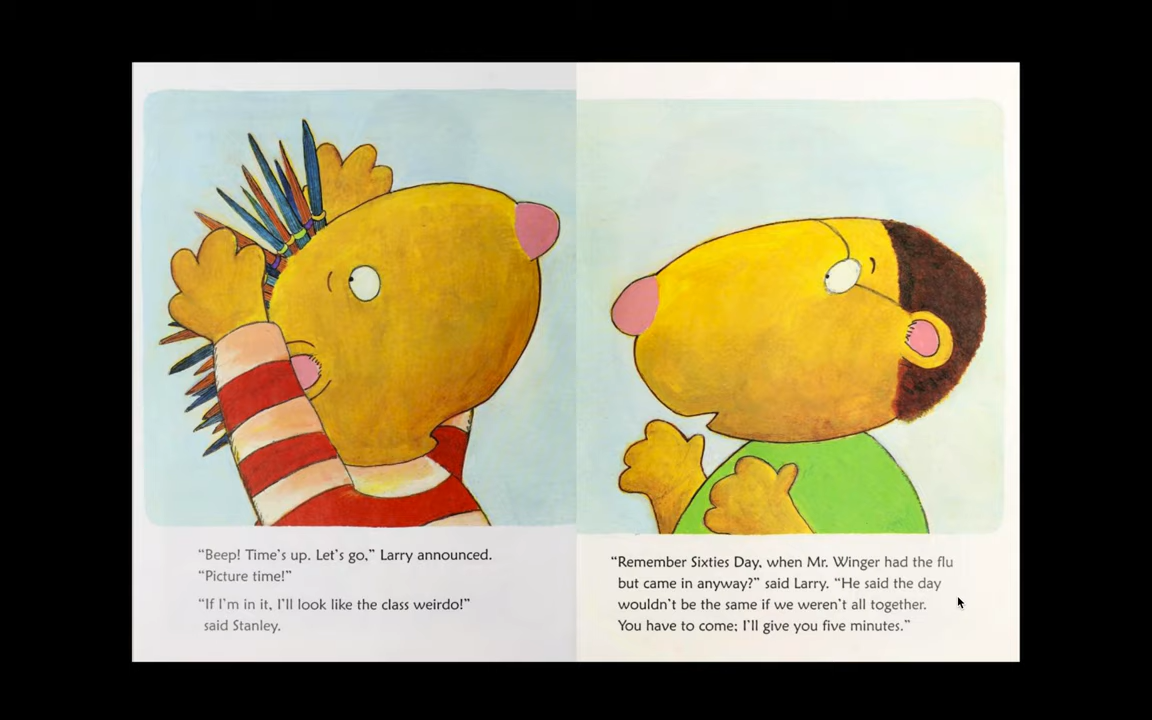 “Beep! Time’s up. Let’s go,” Larry announced.
“Picture time!”
“If I’m in it, I’ll look like the class weirdo!”
said Stanley.
“Remember Sixties Day, when Mr. Winger had the flu
but came in anyway?” said Larry. “He said the day
wouldn’t be the same if we weren’t all together.
You have to come; I’ll give you five minutes.”